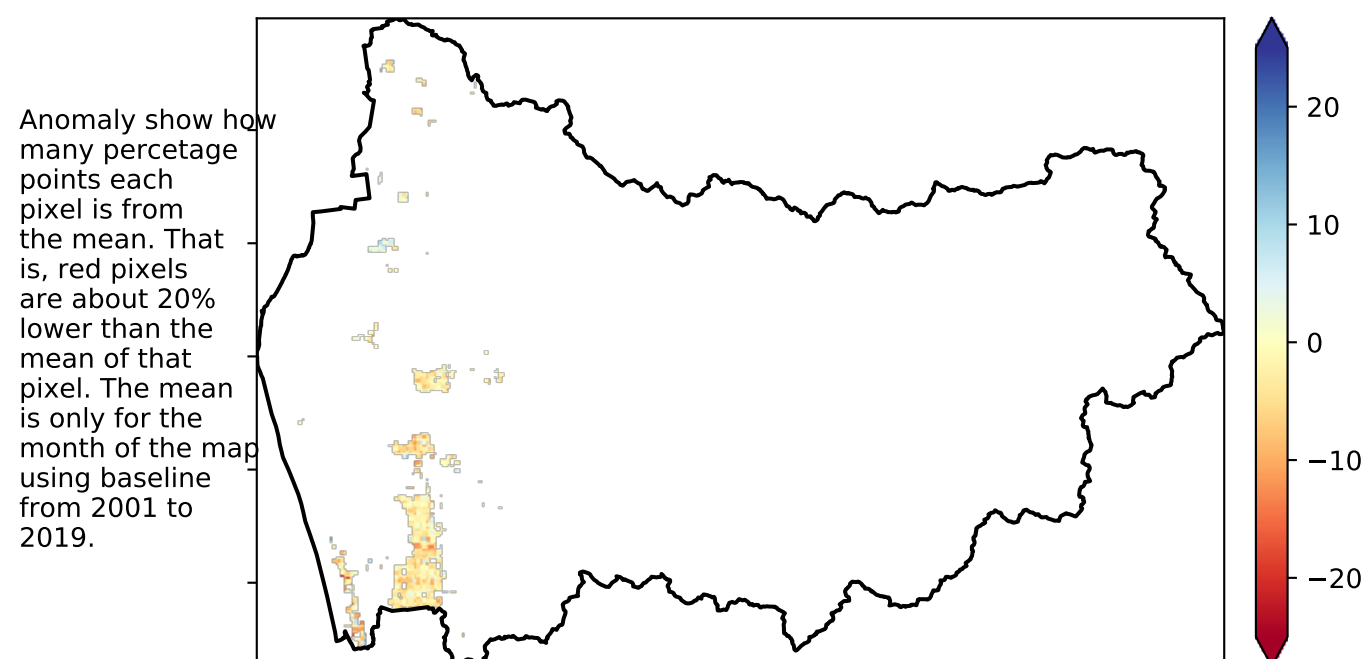 Anomaly show how
many percetage
points each
pixel is from
the mean. That
is, red pixels
are about 20%
lower than the
mean of that
pixel. The mean
is only for the
month of the map
using baseline
from 2001 to
2019.
20
10
0
−10
−20